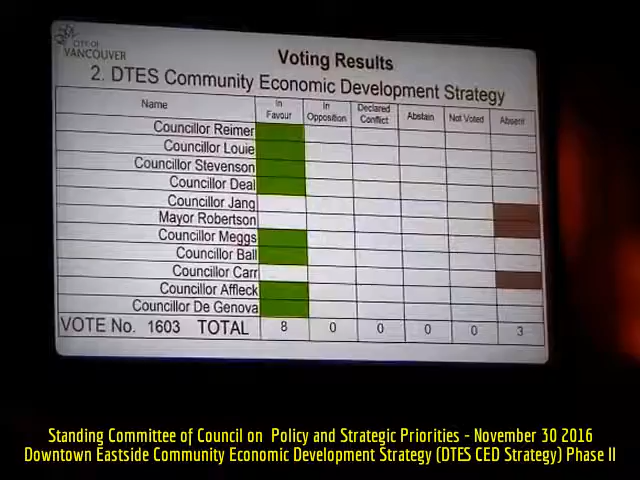 CITY OF
VANCOUVER
Voting Results
2. DTES Community Economic Development Strategy
Name In Favour In Opposition Declared Conflict Abstain Not Voted Absent
Councillor Reimer
Councillor Louie
Councillor Stevenson
Councillor Deal
Councillor Jang
Mayor Robertson
Councillor Meggs
Councillor Ball
Councillor Carr
Councillor Affleck
Councillor De Genova
VOTE No. 1603 TOTAL 8 0 0 0 0 3
Standing Committee of Council on Policy and Strategic Priorities - November 30 2016
Downtown Eastside Community Economic Development Strategy (DTES CED Strategy) Phase II